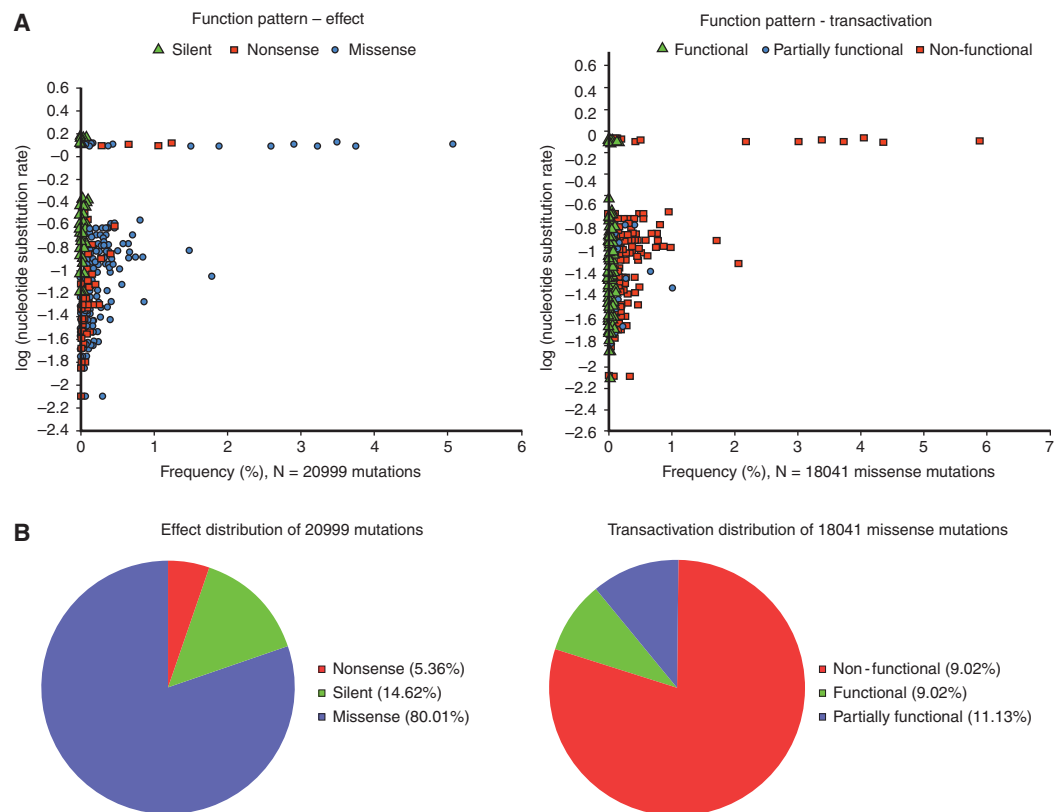 A
Function pattern – effect
Silent Nonsense Missense
log (nucleotide substitution rate)
0.6
0.4
0.2
–0
–0.2
–0.4
–0.6
–0.8
–1
–1.2
–1.4
–1.6
–1.8
–2
–2.2
–2.4
0 1 2 3 4 5 6
Frequency (%), N = 20999 mutations
Function pattern - transactivation
Functional Partially functional Non-functional
log (nucleotide substitution rate)
0.6
0.4
0.2
0
–0.2
–0.4
–0.6
–0.8
–1
–1.4
–1.4
–1.6
–1.8
–2
–2.2
–2.4
–2.6
0 1 2 3 4 5 6 7
Frequency (%), N = 18041 missense mutations
B
Effect distribution of 20999 mutations
Nonsense (5.36%)
Silent (14.62%)
Missense (80.01%)
Transactivation distribution of 18041 missense mutations
Non-functional (9.02%)
Functional (9.02%)
Partially functional (11.13%)